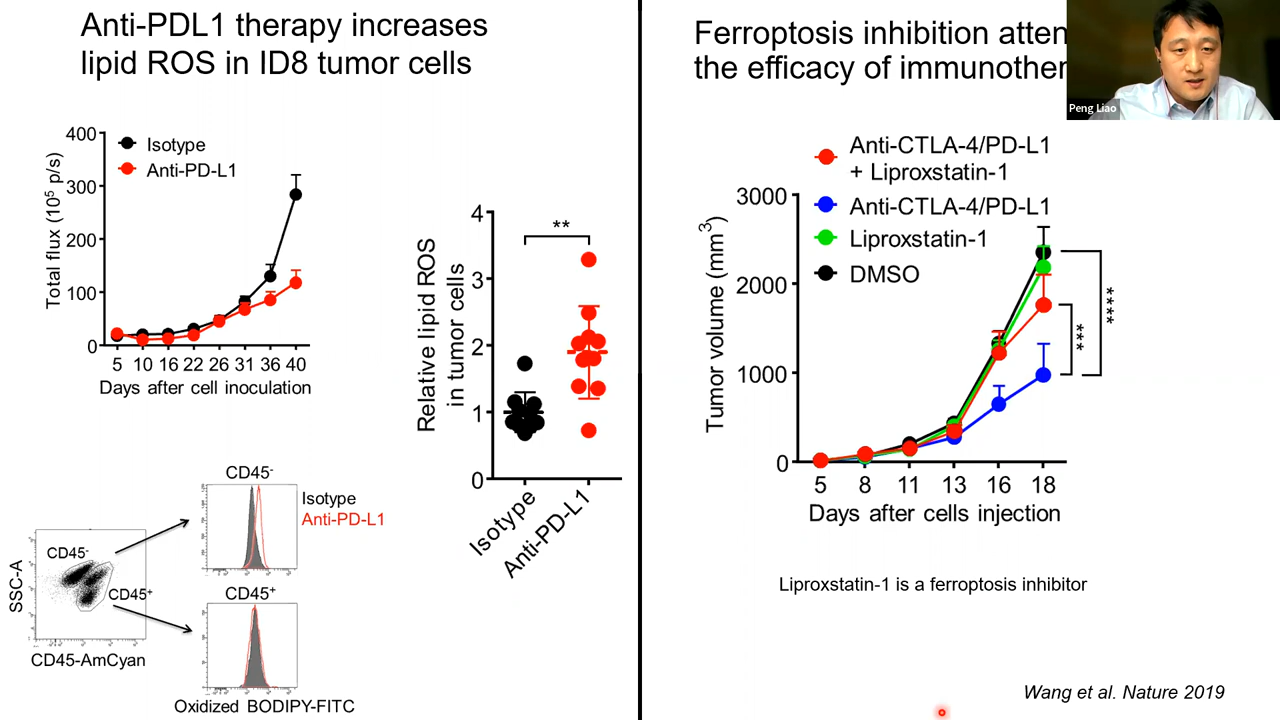 Anti-PDL1 therapy increases
lipid ROS in ID8 tumor cells
400
300
200
100
0
Total flux (10⁵ p/s)
Isotype
Anti-PD-L1
5 10 16 22 26 31 36 40
Days after cell inoculation
4
3
2
1
0
Relative lipid ROS
in tumor cells
**
Isotype
Anti-PD-L1
CD45⁻
Isotype
Anti-PD-L1
SSC-A
CD45⁻
CD45⁺
CD45-AmCyan
CD45⁺
Oxidized BODIPY-FITC
Ferroptosis inhibition atten
the efficacy of immunother
Peng Liao
Anti-CTLA-4/PD-L1
+ Liproxstatin-1
Anti-CTLA-4/PD-L1
Liproxstatin-1
DMSO
3000
2000
1000
0
Tumor volume (mm³)
***
****
5 8 11 13 16 18
Days after cells injection
Liproxstatin-1 is a ferroptosis inhibitor
Wang et al. Nature 2019